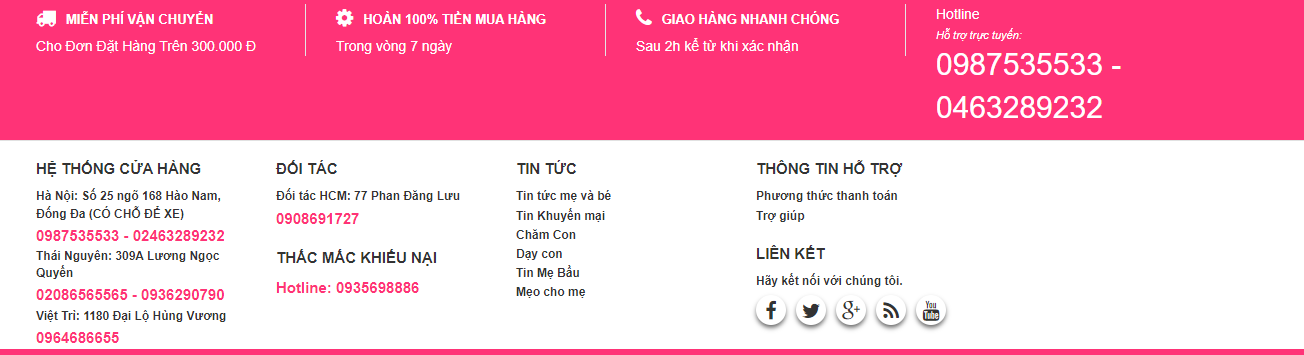 MIỄN PHÍ VẬN CHUYỂN
Cho Đơn Đặt Hàng Trên 300.000 Đ
HOÀN 100% TIỀN MUA HÀNG
Trong vòng 7 ngày
GIAO HÀNG NHANH CHÓNG
Sau 2h kể từ khi xác nhận
Hotline
Hỗ trợ trực tuyến:
0987535533 -
0463289232
HỆ THỐNG CỬA HÀNG
Hà Nội: Số 25 ngõ 168 Hào Nam,
Đống Đa (CÓ CHỖ ĐỂ XE)
0987535533 - 02463289232
Thái Nguyên: 309A Lương Ngọc
Quyến
02086565565 - 0936290790
Việt Trì: 1180 Đại Lộ Hùng Vương
0964686655
ĐỐI TÁC
Đối tác HCM: 77 Phan Đăng Lưu
0908691727
THẮC MẮC KHIẾU NẠI
Hotline: 0935698886
TIN TỨC
Tin tức mẹ và bé
Tin Khuyến mại
Chăm Con
Dạy con
Tin Mẹ Bầu
Mẹo cho mẹ
THÔNG TIN HỖ TRỢ
Phương thức thanh toán
Trợ giúp
LIÊN KẾT
Hãy kết nối với chúng tôi.
You
Tube